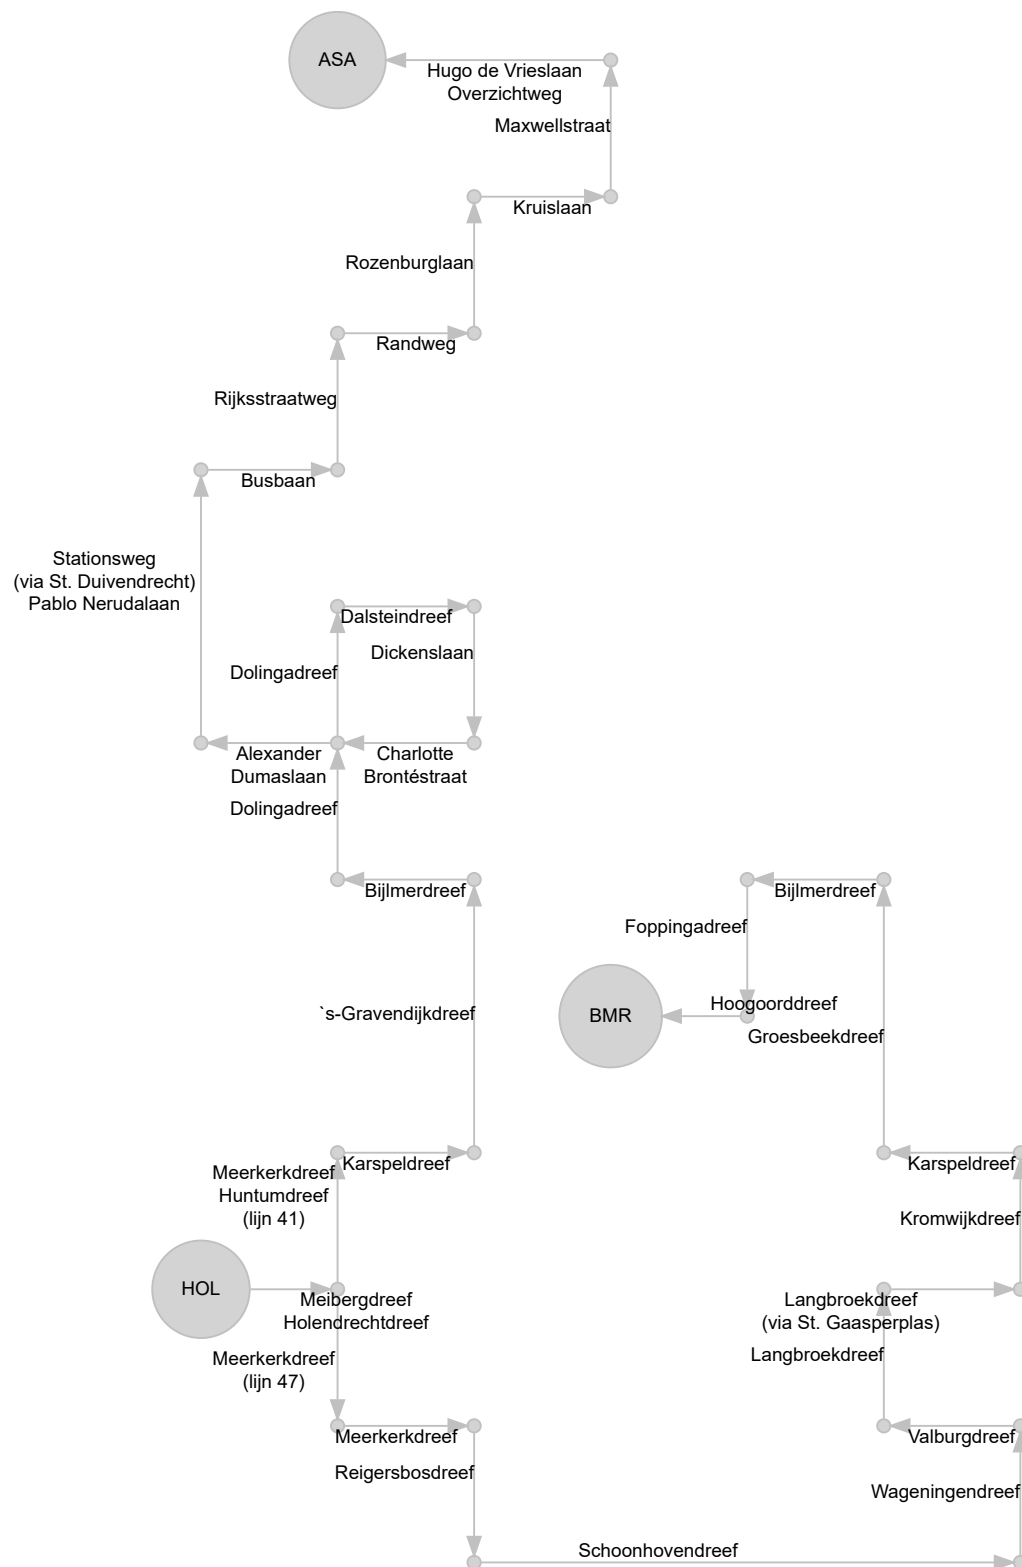 ASA
Hugo de Vrieslaan
Overzichtweg
Maxwellstraat
Kruislaan
Rozenburglaan
Randweg
Rijksstraatweg
Busbaan
Stationsweg
(via St. Duivendrecht)
Pablo Nerudalaan
Dalsteindreef
Dickenslaan
Dolingadreef
Alexander
Dumaslaan
Charlotte
Brontéstraat
Dolingadreef
Bijlmerdreef
Bijlmerdreef
Foppingadreef
`s-Gravendijkdreef
BMR
Hoogoorddreef
Groesbeekdreef
Meerkerkdreef
Huntumdreef
(lijn 41)
Karspeldreef
Karspeldreef
Kromwijkdreef
HOL
Meibergdreef
Holendrechtdreef
Langbroekdreef
(via St. Gaasperplas)
Meerkerkdreef
(lijn 47)
Langbroekdreef
Meerkerkdreef
Valburgdreef
Reigersbosdreef
Wageningendreef
Schoonhovendreef